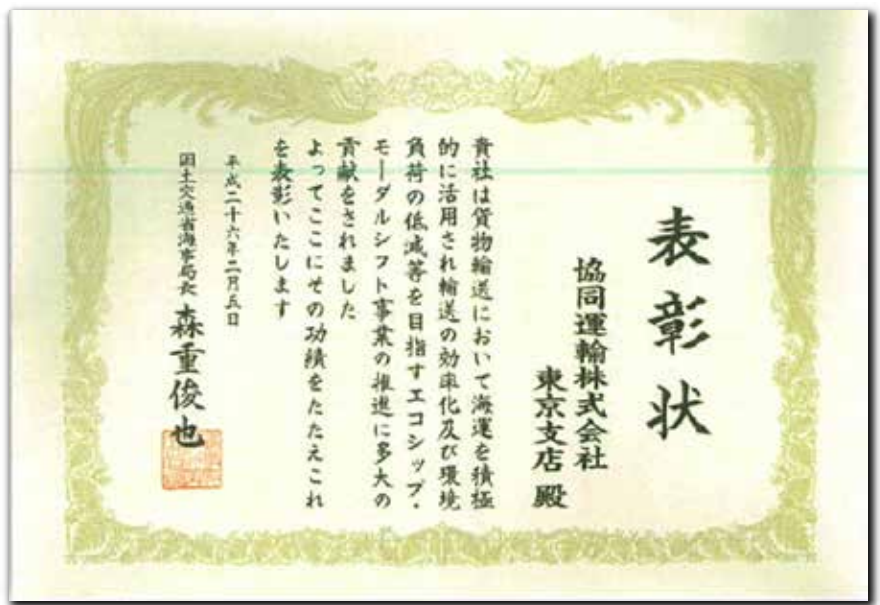 表彰状
協同運輸株式会社
東京支店 殿
貴社は貨物輸送において海運を積極
的に活用され輸送の効率化及び環境
負荷の低減等を目指すエコシップ・
モーダルシフト事業の推進に多大の
貢献をされました
よってここにその功績をたたえこれ
を表彰いたします
平成二十六年二月五日
国土交通省海事局長 森重俊也